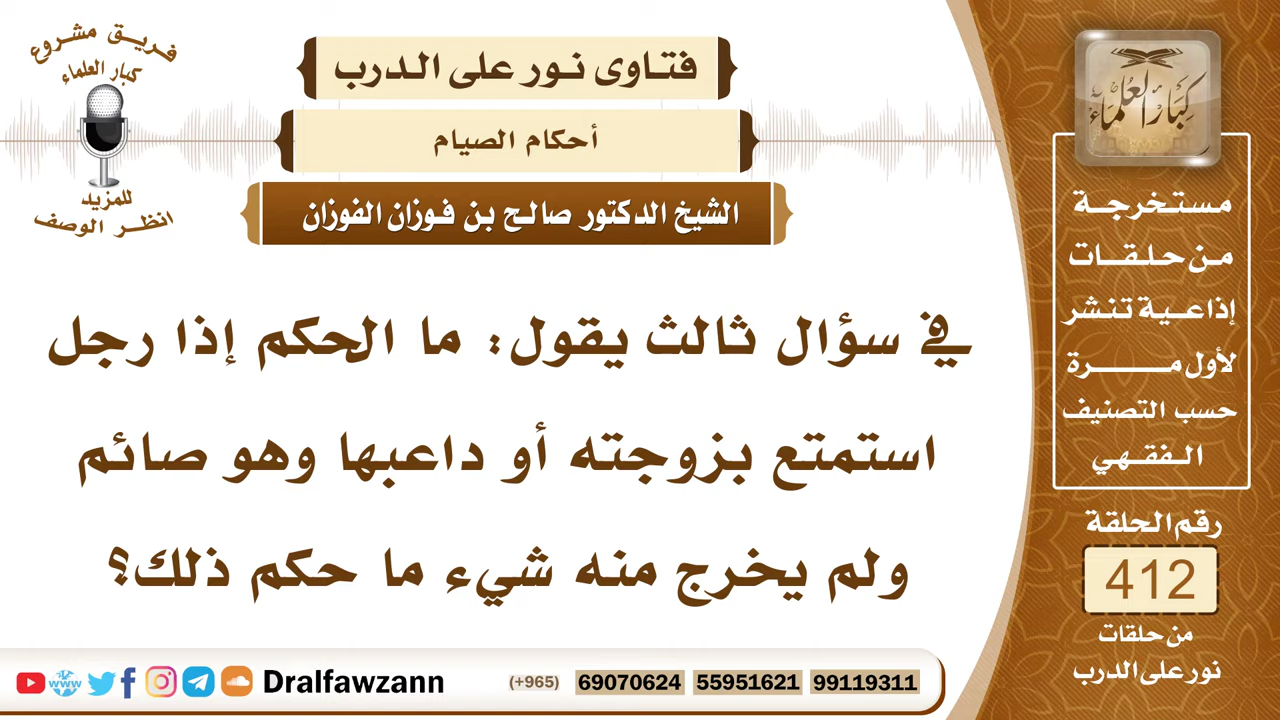 فريق مشروع
كبار العلماء
للمزيد
انظر الوصف
فتاوى نور على الدرب
أحكام الصيام
الشيخ الدكتور صالح بن فوزان الفوزان
في سؤال ثالث يقول: ما الحكم إذا رجل
استمتع بزوجته أو داعبها وهو صائم
ولم يخرج منه شيء ما حكم ذلك؟
كبار العلماء
مستخرجة
من حلقات
إذاعية تنشر
لأول مرة
حسب التصنيف
الفقهي
رقم الحلقة
412
من حلقات
نور على الدرب
www Dralfawzann (+965) 69070624 55951621 99119311